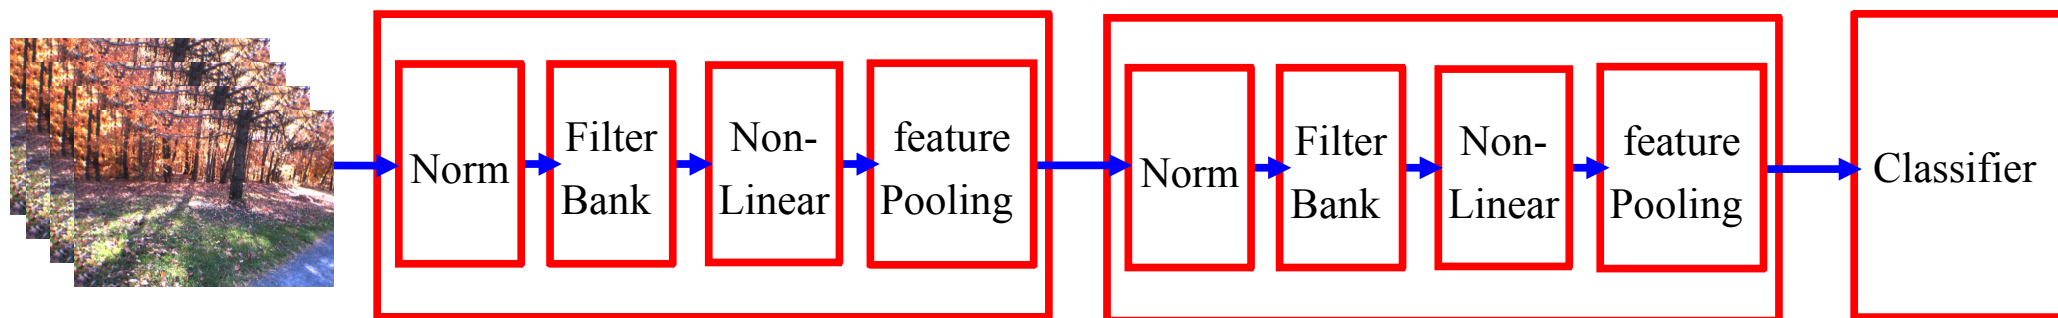 Norm
Filter
Bank
Non-
Linear
feature
Pooling
Norm
Filter
Bank
Non-
Linear
feature
Pooling
Classifier